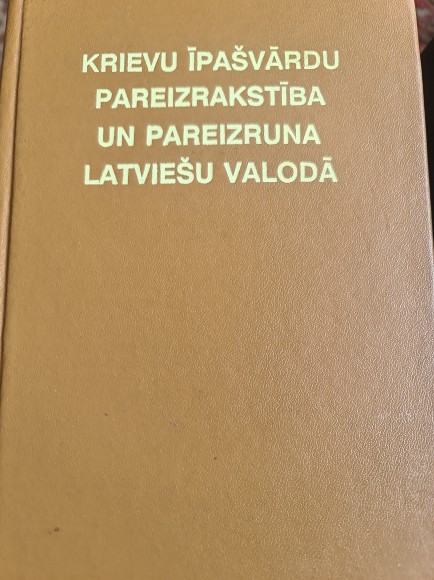 KRIEVU ĪPAŠVĀRDU
PAREIZRAKSTĪBA
UN PAREIZRUNA
LATVIEŠU VALODĀ